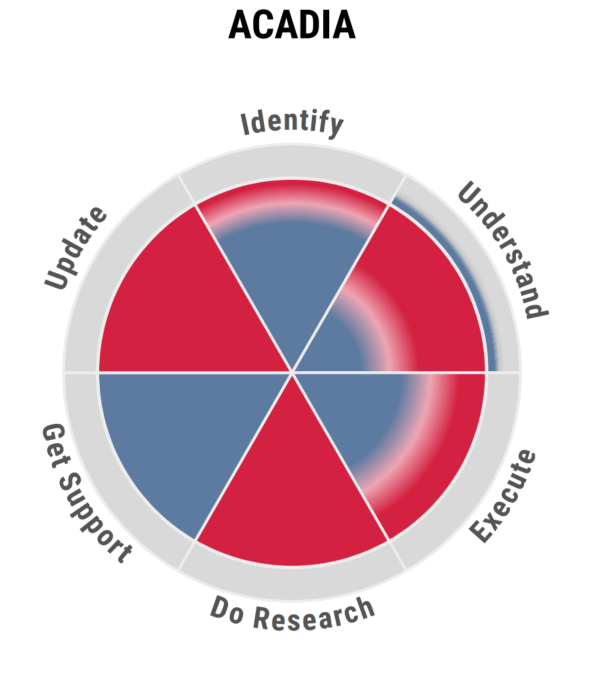 ACADIA
Identify
Understand
Execute
Do Research
Get Support
Update